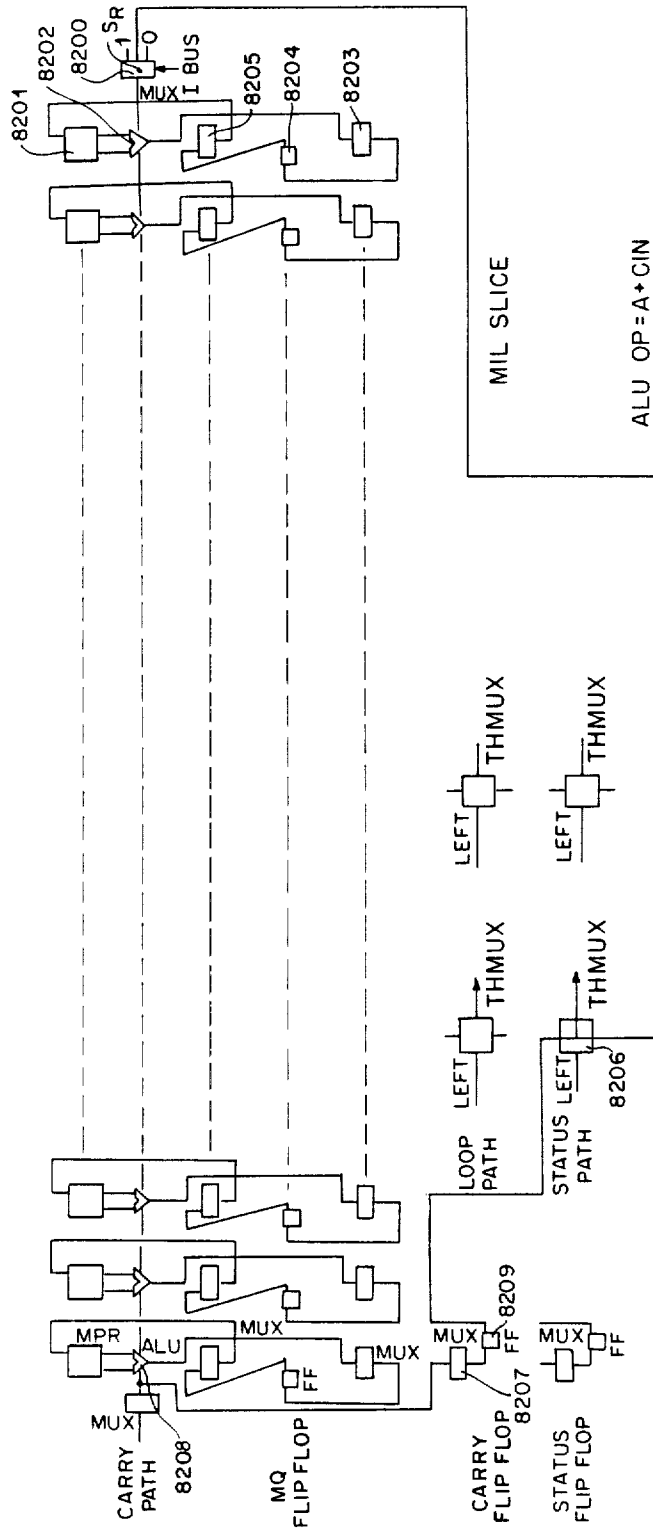 8201
8202
8200
SR
1
0
MUX
I BUS
8205
8204
8203
MIL SLICE
ALU OP=A+CIN
MPR
ALU
MUX
MUX
MUX
FF
CARRY
PATH
8208
MQ
FLIP FLOP
CARRY
FLIP FLOP
MUX
8209
FF
8207
STATUS
FLIP FLOP
MUX
FF
LOOP
PATH
LEFT
THMUX
LEFT
THMUX
STATUS
PATH
LEFT
THMUX
8206
LEFT
THMUX